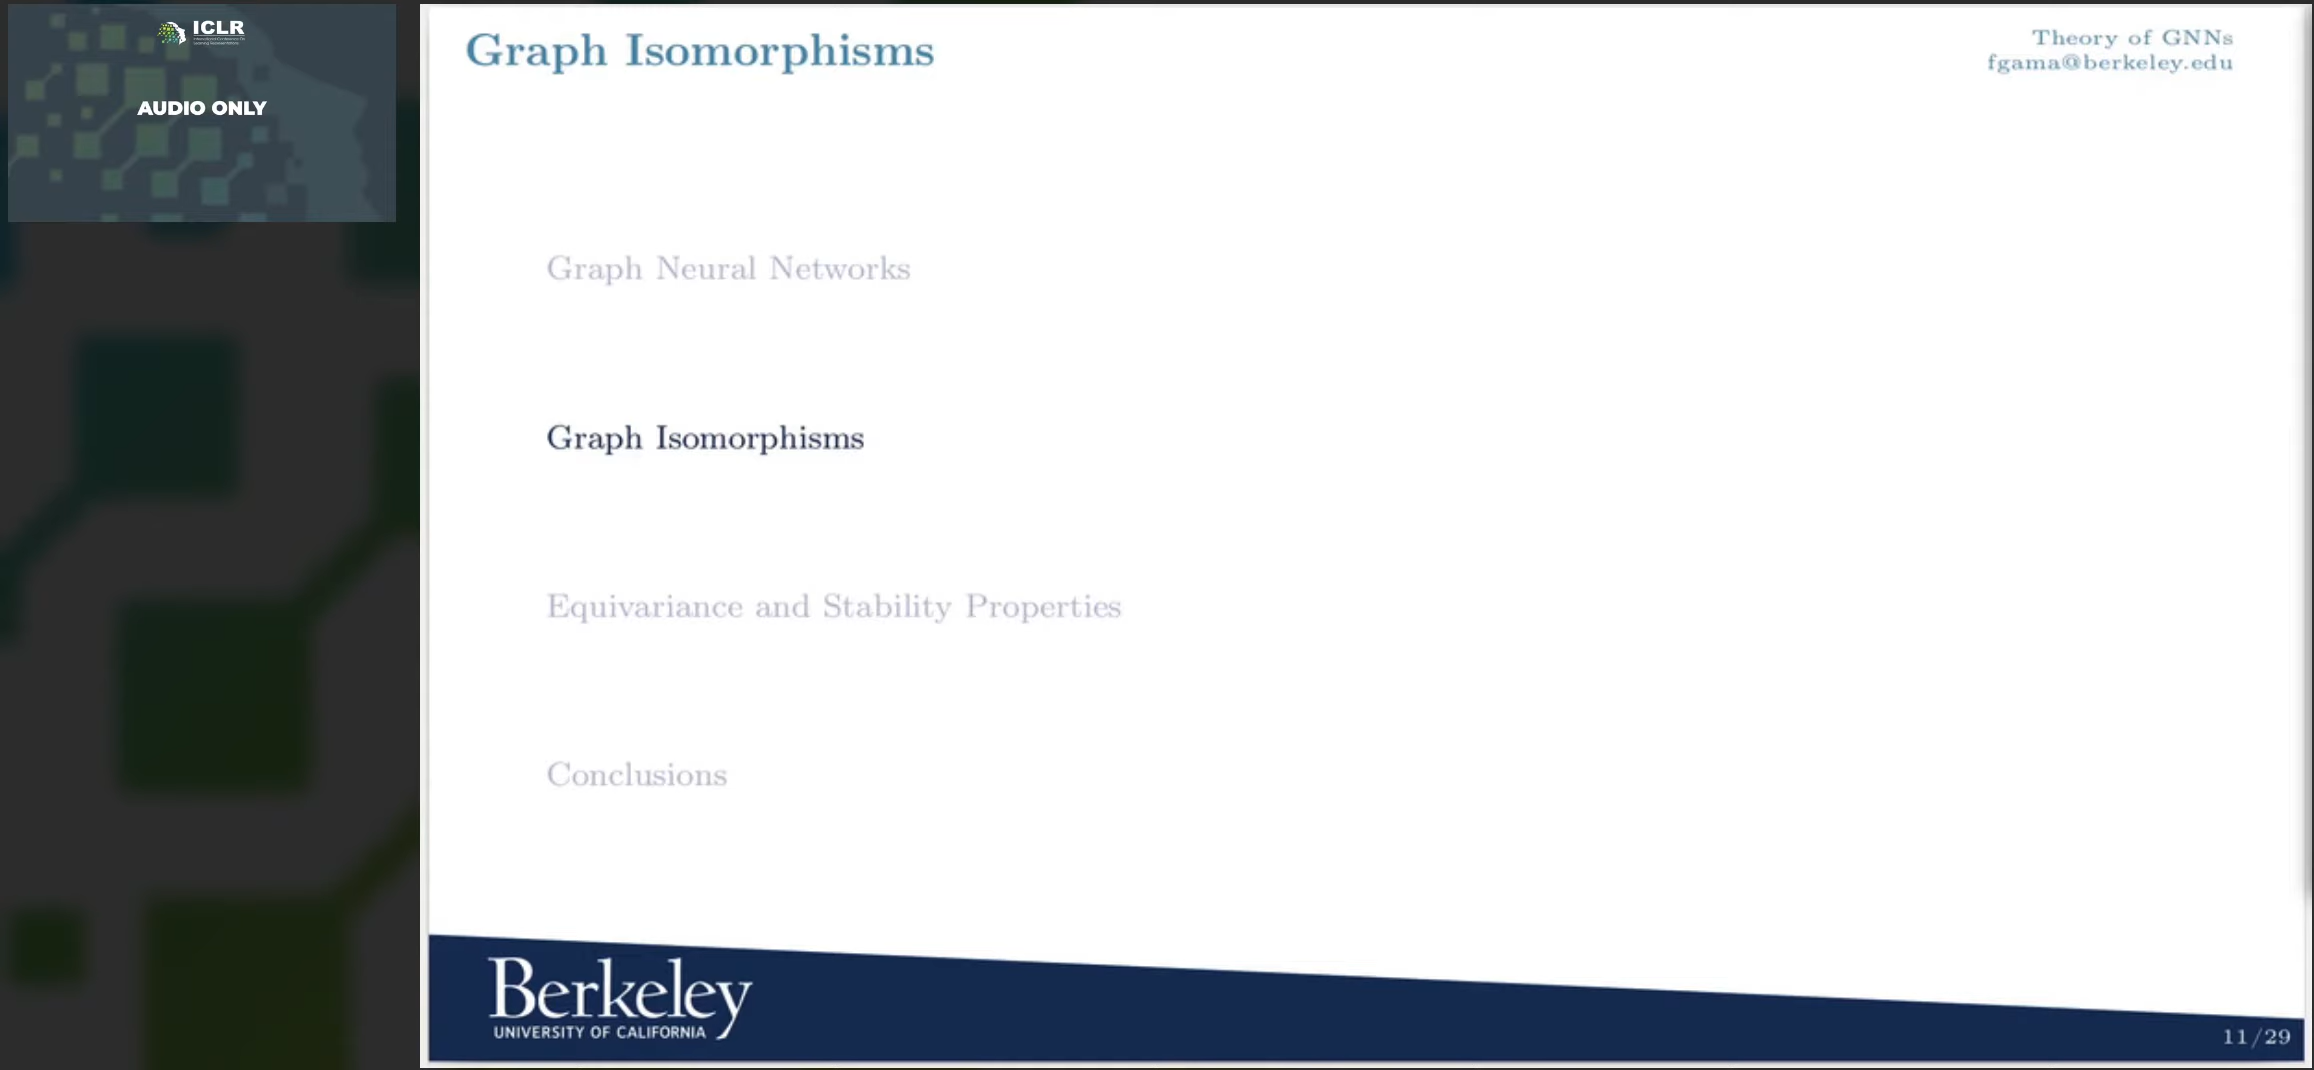 ICLR
AUDIO ONLY
Graph Isomorphisms
Theory of GNNs
fgama@berkeley.edu
Graph Neural Networks
Graph Isomorphisms
Equivariance and Stability Properties
Conclusions
Berkeley
UNIVERSITY OF CALIFORNIA
11/29